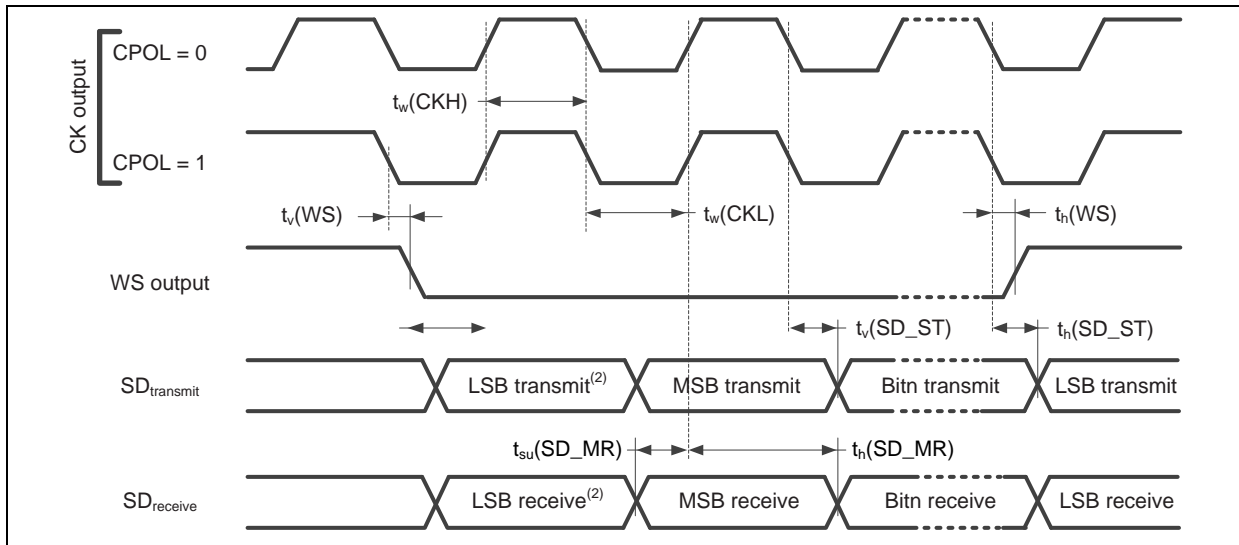 CK output
CPOL = 0
tw(CKH)
CPOL = 1
tv(WS)
tw(CKL)
th(WS)
WS output
tv(SD_ST)
th(SD_ST)
SDtransmit
LSB transmit(2)
MSB transmit
Bitn transmit
LSB transmit
tsu(SD_MR)
th(SD_MR)
SDreceive
LSB receive(2)
MSB receive
Bitn receive
LSB receive